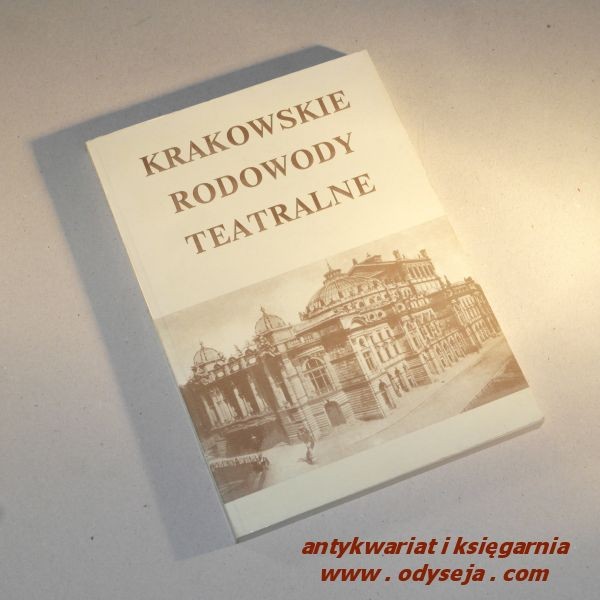 KRAKOWSKIE
RODOWODY
TEATRALNE
antykwariat i księgarnia
www . odyseja . com